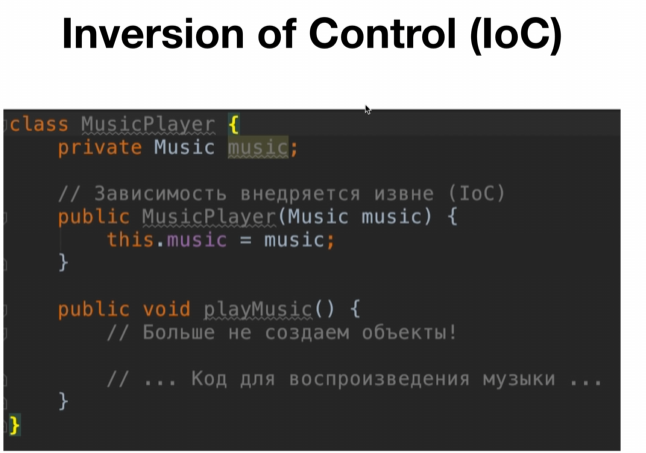 Inversion of Control (IoC)
class MusicPlayer {
private Music music;
// Зависимость внедряется извне (IoC)
public MusicPlayer(Music music) {
this.music = music;
}
public void playMusic() {
// Больше не создаем объекты!
// ... Код для воспроизведения музыки ...
}
}